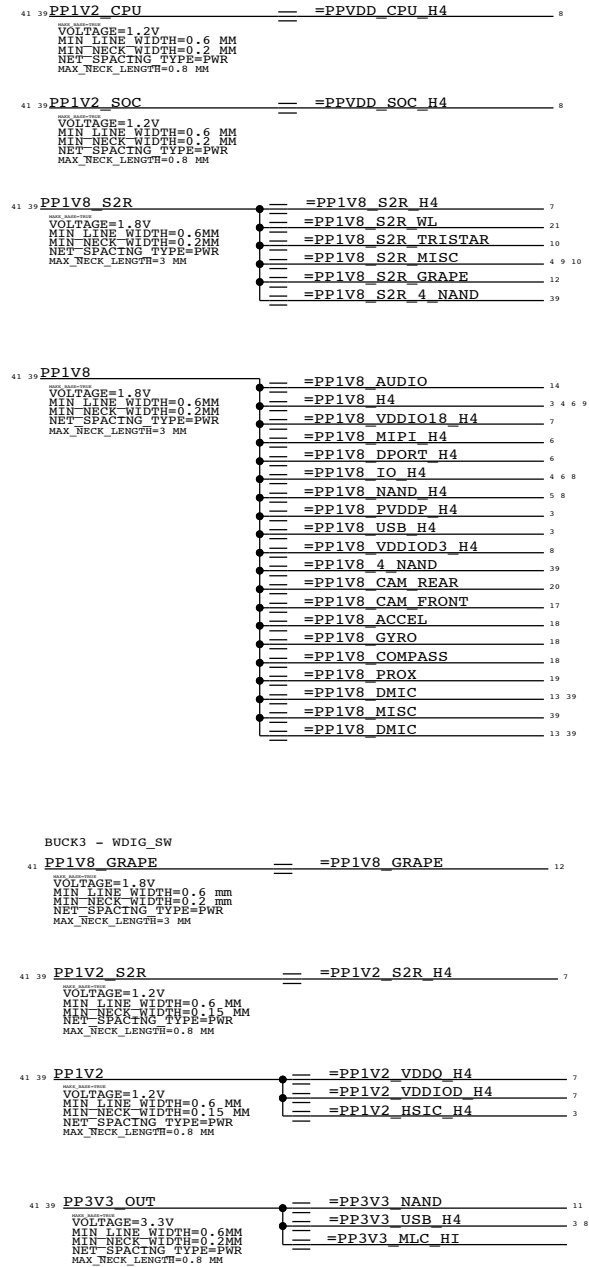 41 39 PP1V2_CPU =PPVDD_CPU_H4 8
MAKE_BASE=TRUE
VOLTAGE=1.2V
MIN_LINE_WIDTH=0.6 MM
MIN_NECK_WIDTH=0.2 MM
NET_SPACING_TYPE=PWR
MAX_NECK_LENGTH=0.8 MM
41 39 PP1V2_SOC =PPVDD_SOC_H4 8
MAKE_BASE=TRUE
VOLTAGE=1.2V
MIN_LINE_WIDTH=0.6 MM
MIN_NECK_WIDTH=0.2 MM
NET_SPACING_TYPE=PWR
MAX_NECK_LENGTH=0.8 MM
41 39 PP1V8_S2R =PP1V8_S2R_H4 7
MAKE_BASE=TRUE
VOLTAGE=1.8V
MIN_LINE_WIDTH=0.6MM
MIN_NECK_WIDTH=0.2MM
NET_SPACING_TYPE=PWR
MAX_NECK_LENGTH=3 MM
=PP1V8_S2R_WL 21
=PP1V8_S2R_TRISTAR 10
=PP1V8_S2R_MISC 4 9 10
=PP1V8_S2R_GRAPE 12
=PP1V8_S2R_4_NAND 39
41 39 PP1V8
MAKE_BASE=TRUE
VOLTAGE=1.8V
MIN_LINE_WIDTH=0.6MM
MIN_NECK_WIDTH=0.2MM
NET_SPACING_TYPE=PWR
MAX_NECK_LENGTH=3 MM
=PP1V8_AUDIO 14
=PP1V8_H4 3 4 6 9
=PP1V8_VDDIO18_H4 7
=PP1V8_MIPI_H4 6
=PP1V8_DPORT_H4 6
=PP1V8_IO_H4 4 6 8
=PP1V8_NAND_H4 5 8
=PP1V8_PVDDP_H4 3
=PP1V8_USB_H4 3
=PP1V8_VDDIOD3_H4 8
=PP1V8_4_NAND 39
=PP1V8_CAM_REAR 20
=PP1V8_CAM_FRONT 17
=PP1V8_ACCEL 18
=PP1V8_GYRO 18
=PP1V8_COMPASS 18
=PP1V8_PROX 19
=PP1V8_DMIC 13 39
=PP1V8_MISC 39
=PP1V8_DMIC 13 39
BUCK3 - WDIG_SW
41 PP1V8_GRAPE =PP1V8_GRAPE 12
MAKE_BASE=TRUE
VOLTAGE=1.8V
MIN_LINE_WIDTH=0.6 mm
MIN_NECK_WIDTH=0.2 mm
NET_SPACING_TYPE=PWR
MAX_NECK_LENGTH=3 MM
41 39 PP1V2_S2R =PP1V2_S2R_H4 7
MAKE_BASE=TRUE
VOLTAGE=1.2V
MIN_LINE_WIDTH=0.6 MM
MIN_NECK_WIDTH=0.15 MM
NET_SPACING_TYPE=PWR
MAX_NECK_LENGTH=0.8 MM
41 39 PP1V2 =PP1V2_VDDQ_H4 7
MAKE_BASE=TRUE
VOLTAGE=1.2V
MIN_LINE_WIDTH=0.6 MM
MIN_NECK_WIDTH=0.15 MM
NET_SPACING_TYPE=PWR
MAX_NECK_LENGTH=0.8 MM
=PP1V2_VDDIOD_H4 7
=PP1V2_HSIC_H4 3
41 39 PP3V3_OUT =PP3V3_NAND 11
MAKE_BASE=TRUE
VOLTAGE=3.3V
MIN_LINE_WIDTH=0.6MM
MIN_NECK_WIDTH=0.2MM
NET_SPACING_TYPE=PWR
MAX_NECK_LENGTH=0.8 MM
=PP3V3_USB_H4 3 8
=PP3V3_MLC_HI